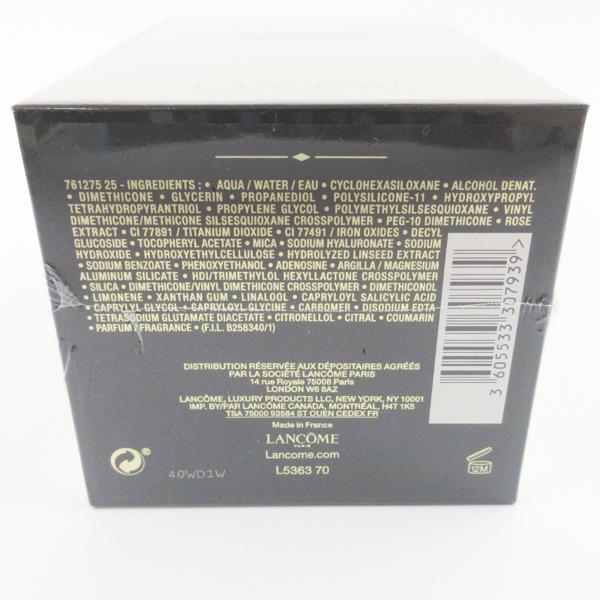 LANCÔME
761275 25 - INGREDIENTS : • AQUA / WATER / EAU • CYCLOHEXASILOXANE • ALCOHOL DENAT.
• DIMETHICONE • GLYCERIN • PROPANEDIOL • POLYSILICONE-11 • HYDROXYPROPYL
TETRAHYDROPYRANTRIOL • PROPYLENE GLYCOL • POLYMETHYLSILSESQUIOXANE • VINYL
DIMETHICONE/METHICONE SILSESQUIOXANE CROSSPOLYMER • PEG-10 DIMETHICONE • ROSE
EXTRACT • CI 77891 / TITANIUM DIOXIDE • CI 77491 / IRON OXIDES • DECYL
GLUCOSIDE • TOCOPHERYL ACETATE • MICA • SODIUM HYALURONATE • SODIUM
HYDROXIDE • HYDROXYETHYLCELLULOSE • HYDROLYZED LINSEED EXTRACT
• SODIUM BENZOATE • PHENOXYETHANOL • ADENOSINE • ARGILLA / MAGNESIUM
ALUMINUM SILICATE • HDI/TRIMETHYLOL HEXYLLACTONE CROSSPOLYMER
• SILICA • DIMETHICONE/VINYL DIMETHICONE CROSSPOLYMER • DIMETHICONOL
• LIMONENE • XANTHAN GUM • LINALOOL • CAPRYLOYL SALICYLIC ACID
• CAPRYLYL GLYCOL • CAPRYLOYL GLYCINE • CARBOMER • DISODIUM EDTA
• TETRASODIUM GLUTAMATE DIACETATE • CITRONELLOL • CITRAL • COUMARIN
• PARFUM / FRAGRANCE • (F.I.L. B258340/1)
3 605533 307939>
DISTRIBUTION RÉSERVÉE AUX DÉPOSITAIRES AGRÉÉS
PAR LA SOCIÉTÉ LANCÔME PARIS
14 rue Royale 75008 Paris
LONDON W6 8AZ
LANCÔME, LUXURY PRODUCTS LLC, NEW YORK, NY 10001
IMP. BY/PAR LANCÔME CANADA, MONTRÉAL, H4T 1K5
TSA 75000 93584 ST OUEN CEDEX FR
Made in France
LANCÔME
PARIS
Lancome.com
L5363 70
40WD1W
12M